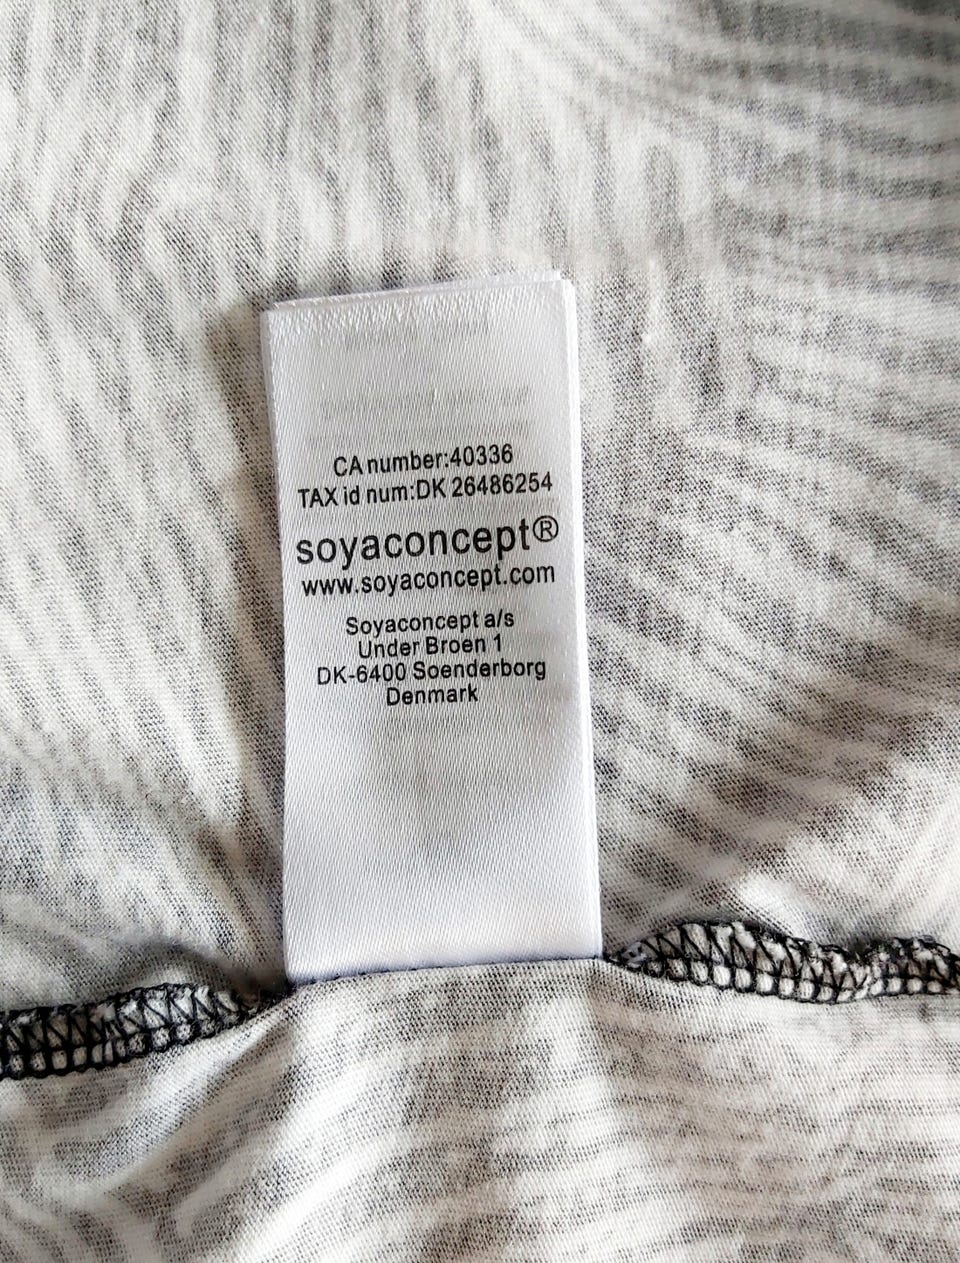 CA number:40336
TAX id num:DK 26486254
soyaconcept®
www.soyaconcept.com
Soyaconcept a/s
Under Broen 1
DK-6400 Soenderborg
Denmark